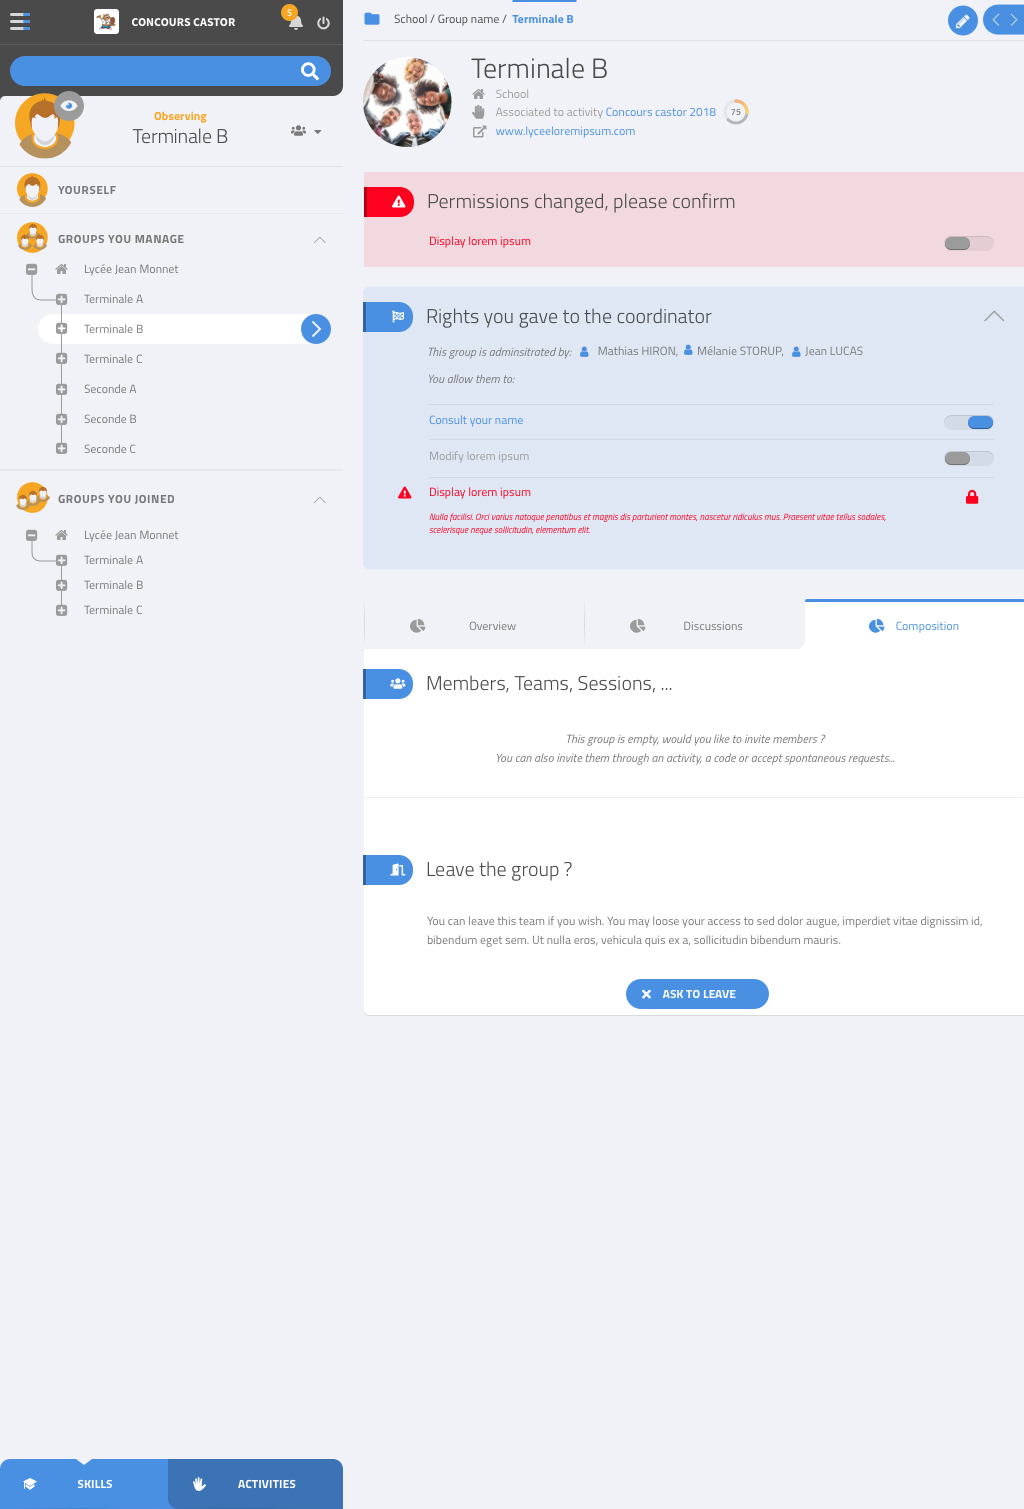 CONCOURS CASTOR
5
Observing
Terminale B
YOURSELF
GROUPS YOU MANAGE
Lycée Jean Monnet
Terminale A
Terminale B
Terminale C
Seconde A
Seconde B
Seconde C
GROUPS YOU JOINED
Lycée Jean Monnet
Terminale A
Terminale B
Terminale C
SKILLS
ACTIVITIES
School / Group name / Terminale B
Terminale B
School
Associated to activity Concours castor 2018
75
www.lyceeloremipsum.com
Permissions changed, please confirm
Display lorem ipsum
Rights you gave to the coordinator
This group is adminsitrated by: Mathias HIRON, Mélanie STORUP, Jean LUCAS
You allow them to:
Consult your name
Modify lorem ipsum
Display lorem ipsum
Nulla facilisi. Orci varius natoque penatibus et magnis dis parturient montes, nascetur ridiculus mus. Praesent vitae tellus sodales,
scelerisque neque sollicitudin, elementum elit.
Overview
Discussions
Composition
Members, Teams, Sessions, ...
This group is empty, would you like to invite members ?
You can also invite them through an activity, a code or accept spontaneous requests...
Leave the group ?
You can leave this team if you wish. You may loose your access to sed dolor augue, imperdiet vitae dignissim id,
bibendum eget sem. Ut nulla eros, vehicula quis ex a, sollicitudin bibendum mauris.
ASK TO LEAVE